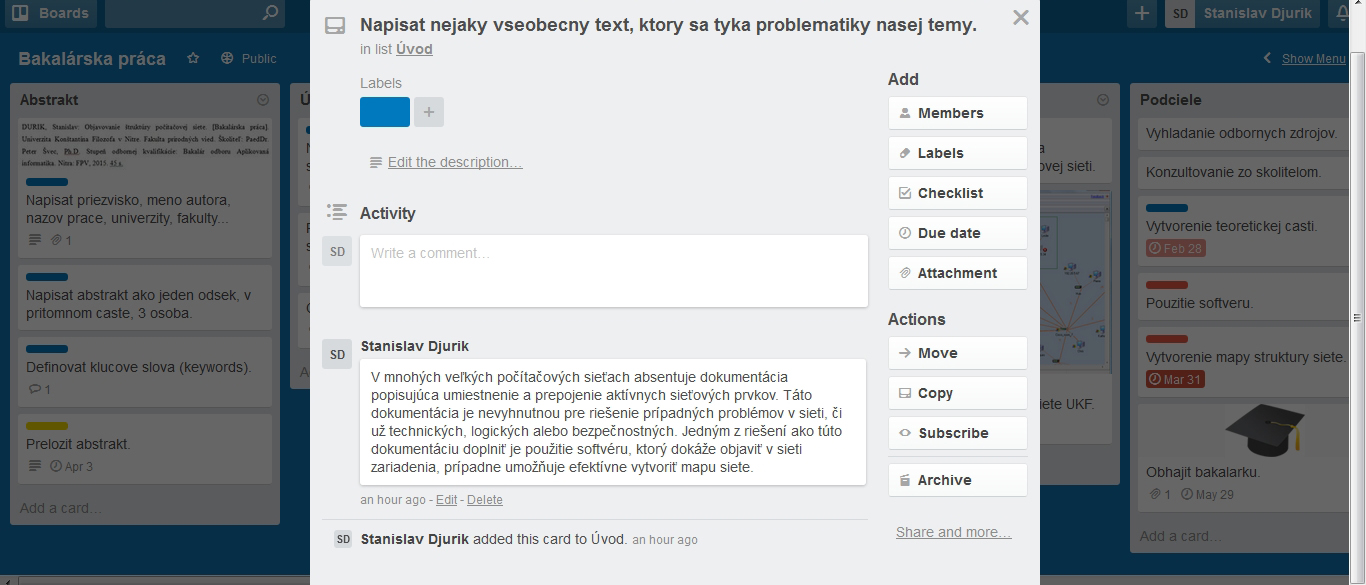 Boards
SD
Stanislav Djurik
Bakalárska práca
Public
Show Menu
Abstrakt
DURIK, Stanislav: Objavovanie štruktúry počítačovej siete. [Bakalárska práca].
Univerzita Konštantína Filozofa v Nitre. Fakulta prírodných vied. Školiteľ: PaedDr.
Peter Švec, Ph.D. Stupeň odbornej kvalifikácie: Bakalár odboru Aplikovaná
informatika. Nitra: FPV, 2015. 45 s.
Napisat priezvisko, meno autora,
nazov prace, univerzity, fakulty...
1
Napisat abstrakt ako jeden odsek, v
pritomnom caste, 3 osoba.
Definovat klucove slova (keywords).
1
Prelozit abstrakt.
Apr 3
Add a card…
Napisat nejaky vseobecny text, ktory sa tyka problematiky nasej temy.
in list Úvod
Labels
Edit the description…
Activity
SD
Write a comment…
SD
Stanislav Djurik
V mnohých veľkých počítačových sieťach absentuje dokumentácia
popisujúca umiestnenie a prepojenie aktívnych sieťových prvkov. Táto
dokumentácia je nevyhnutnou pre riešenie prípadných problémov v sieti, či
už technických, logických alebo bezpečnostných. Jedným z riešení ako túto
dokumentáciu doplniť je použitie softvéru, ktorý dokáže objaviť v sieti
zariadenia, prípadne umožňuje efektívne vytvoriť mapu siete.
an hour ago - Edit - Delete
SD Stanislav Djurik added this card to Úvod. an hour ago
Add
Members
Labels
Checklist
Due date
Attachment
Actions
Move
Copy
Subscribe
Archive
Share and more…
ovej sieti.
iete UKF.
Podciele
Vyhladanie odbornych zdrojov.
Konzultovanie zo skolitelom.
Vytvorenie teoretickej casti.
Feb 28
Pouzitie softveru.
Vytvorenie mapy struktury siete.
Mar 31
Obhajit bakalarku.
1 May 29
Add a card…